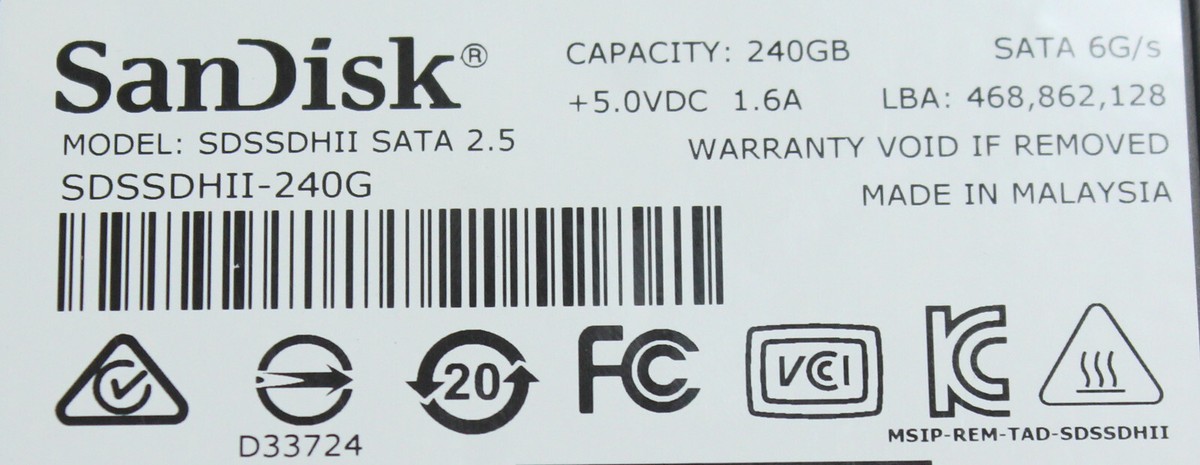 SanDisk®
CAPACITY: 240GB
SATA 6G/s
+5.0VDC 1.6A
LBA: 468,862,128
MODEL: SDSSDHII SATA 2.5
WARRANTY VOID IF REMOVED
SDSSDHII-240G
MADE IN MALAYSIA
20
FC
VCI
KC
D33724
MSIP-REM-TAD-SDSSDHII